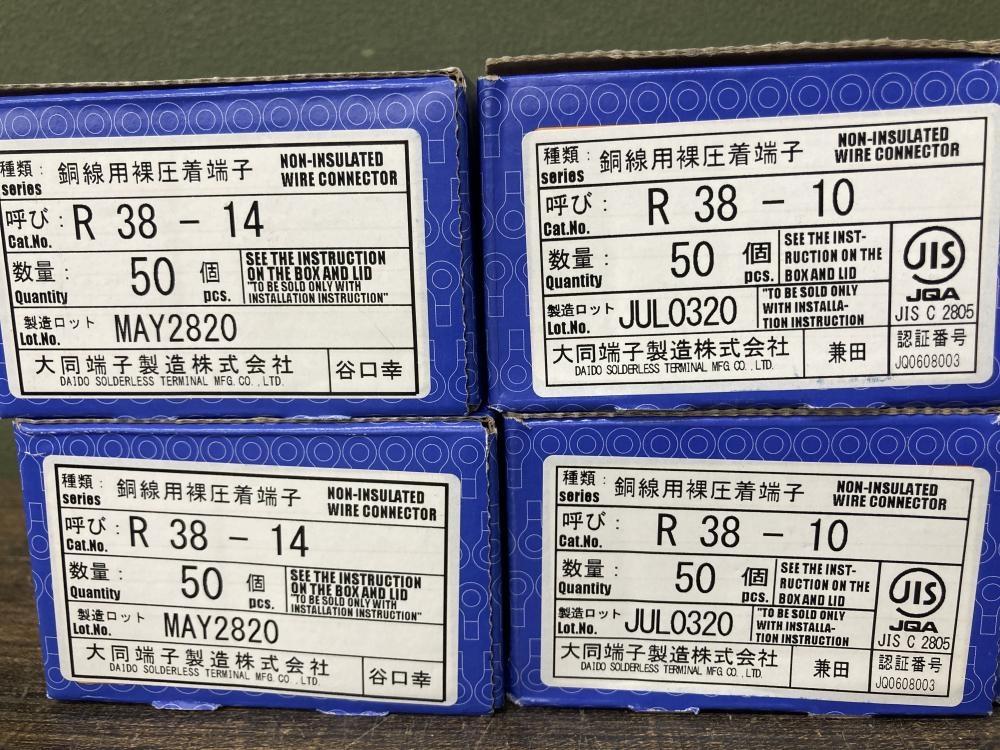 種類: 銅線用裸圧着端子 NON-INSULATED
series WIRE CONNECTOR
呼び: R 38 - 14
Cat.No.
数量: 50 個 SEE THE INSTRUCTION
Quantity pcs. ON THE BOX AND LID
"TO BE SOLD ONLY WITH
INSTALLATION INSTRUCTION"
製造ロット MAY2820
Lot.No.
大同端子製造株式会社 谷口幸
DAIDO SOLDERLESS TERMINAL MFG.CO.,LTD.
種類: 銅線用裸圧着端子 NON-INSULATED
series WIRE CONNECTOR
呼び: R 38 - 10
Cat.No.
数量: 50 個 SEE THE INST-
Quantity pcs. RUCTION ON THE
BOX AND LID
"TO BE SOLD ONLY
WITH INSTALLA-
TION INSTRUCTION
製造ロット JUL0320
Lot.No.
JIS
JQA
JIS C 2805
大同端子製造株式会社 兼田 認証番号
DAIDO SOLDERLESS TERMINAL MFG.CO.,LTD. JQ0608003
種類: 銅線用裸圧着端子 NON-INSULATED
series WIRE CONNECTOR
呼び: R 38 - 14
Cat.No.
数量: 50 個 SEE THE INSTRUCTION
Quantity pcs. ON THE BOX AND LID
"TO BE SOLD ONLY WITH
INSTALLATION INSTRUCTION"
製造ロット MAY2820
Lot.No.
大同端子製造株式会社 谷口幸
DAIDO SOLDERLESS TERMINAL MFG.CO.,LTD.
種類: 銅線用裸圧着端子 NON-INSULATED
series WIRE CONNECTOR
呼び: R 38 - 10
Cat.No.
数量: 50 個 SEE THE INST-
Quantity pcs. RUCTION ON THE
BOX AND LID
"TO BE SOLD ONLY
WITH INSTALLA-
TION INSTRUCTION
製造ロット JUL0320
Lot.No.
JIS
JQA
JIS C 2805
大同端子製造株式会社 兼田 認証番号
DAIDO SOLDERLESS TERMINAL MFG.CO.,LTD. JQ0608003